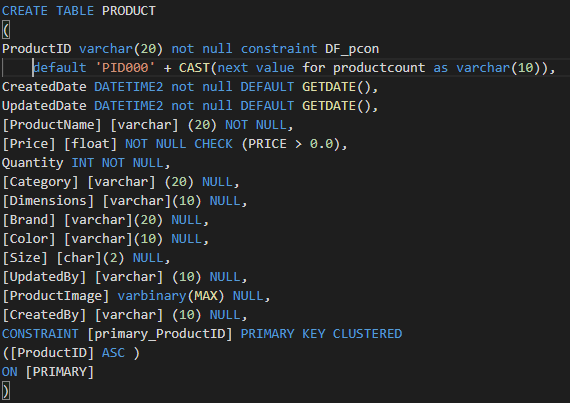 CREATE TABLE PRODUCT
(
ProductID varchar(20) not null constraint DF_pcon
default 'PID000' + CAST(next value for productcount as varchar(10)),
CreatedDate DATETIME2 not null DEFAULT GETDATE(),
UpdatedDate DATETIME2 not null DEFAULT GETDATE(),
[ProductName] [varchar] (20) NOT NULL,
[Price] [float] NOT NULL CHECK (PRICE > 0.0),
Quantity INT NOT NULL,
[Category] [varchar] (20) NULL,
[Dimensions] [varchar](10) NULL,
[Brand] [varchar](20) NULL,
[Color] [varchar](10) NULL,
[Size] [char](2) NULL,
[UpdatedBy] [varchar] (10) NULL,
[ProductImage] varbinary(MAX) NULL,
[CreatedBy] [varchar] (10) NULL,
CONSTRAINT [primary_ProductID] PRIMARY KEY CLUSTERED
([ProductID] ASC )
ON [PRIMARY]
)